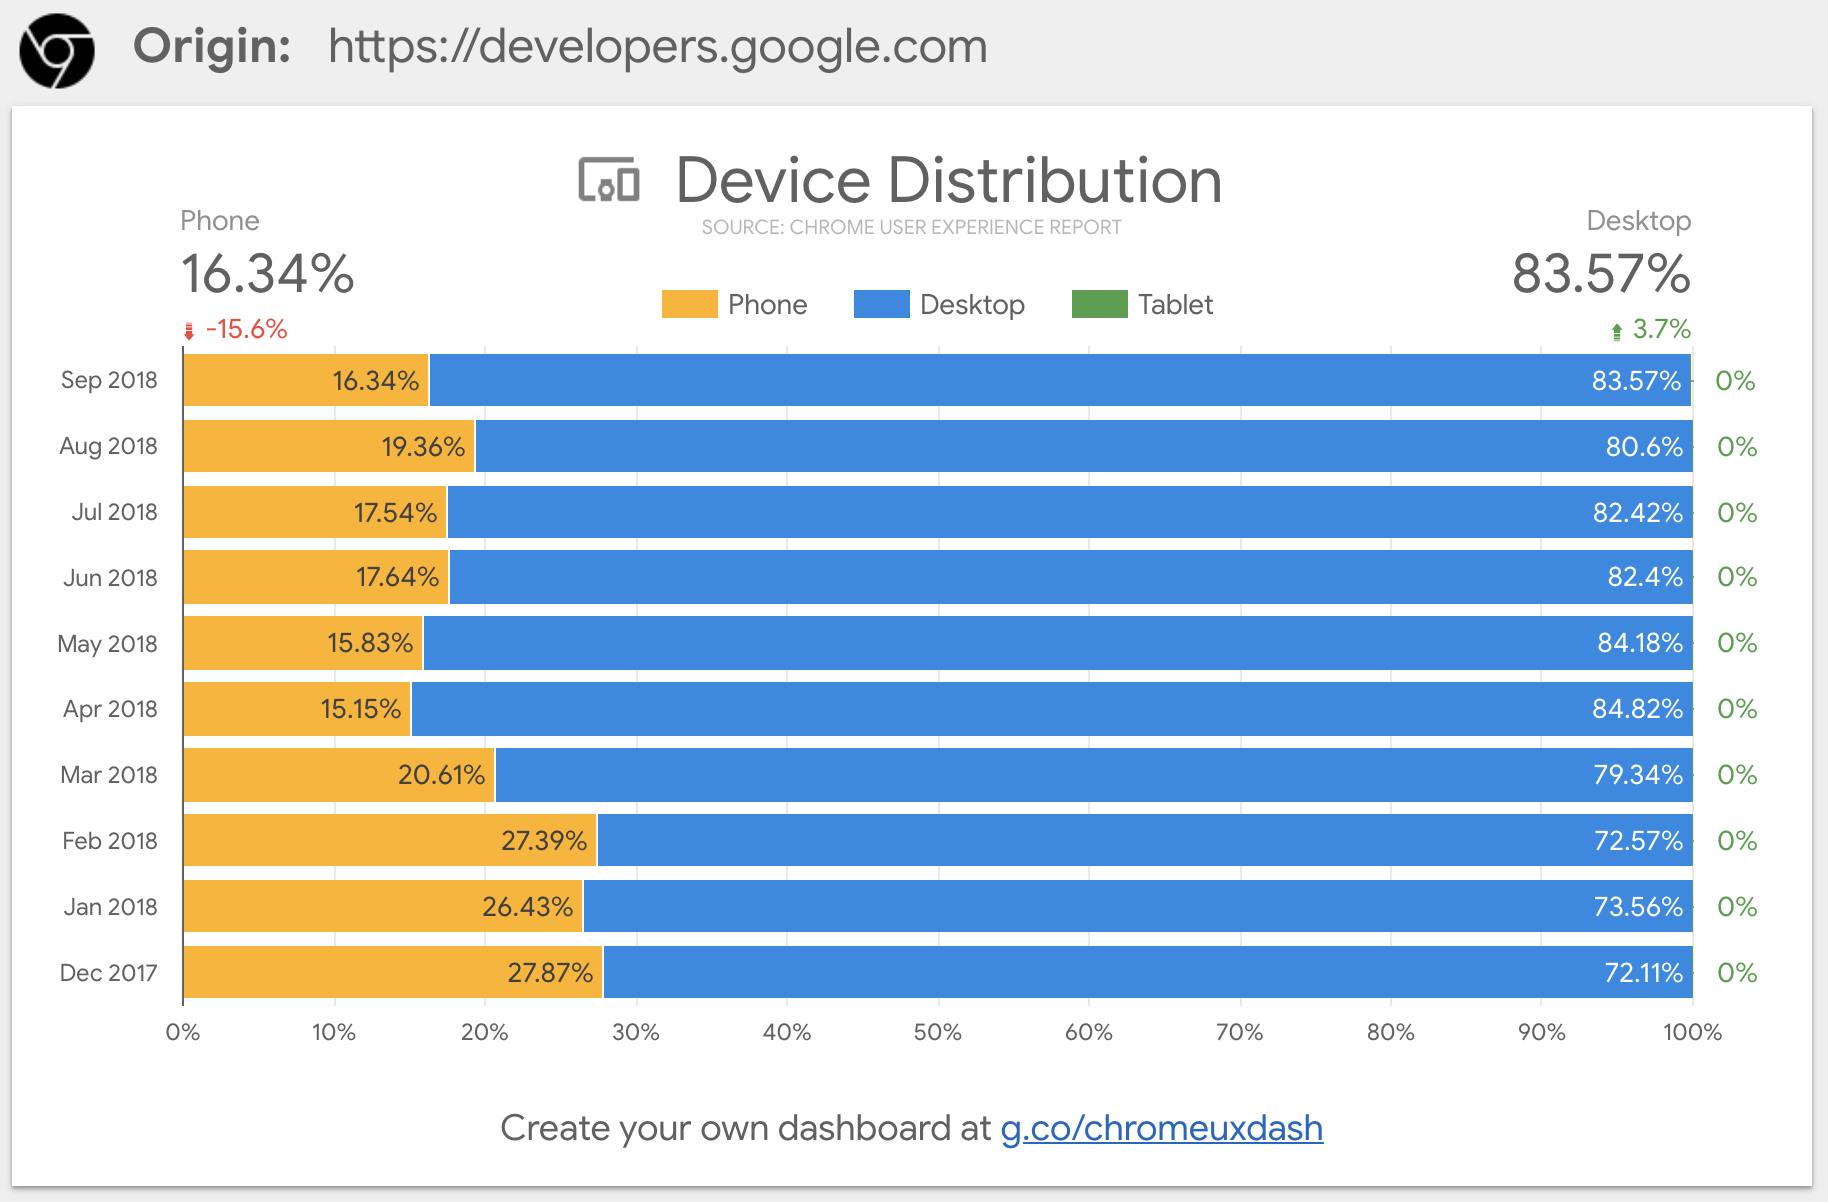 Origin: https://developers.google.com
Device Distribution
SOURCE: CHROME USER EXPERIENCE REPORT
Phone
16.34%
-15.6%
Desktop
83.57%
3.7%
Phone Desktop Tablet
Sep 2018 16.34% 83.57% 0%
Aug 2018 19.36% 80.6% 0%
Jul 2018 17.54% 82.42% 0%
Jun 2018 17.64% 82.4% 0%
May 2018 15.83% 84.18% 0%
Apr 2018 15.15% 84.82% 0%
Mar 2018 20.61% 79.34% 0%
Feb 2018 27.39% 72.57% 0%
Jan 2018 26.43% 73.56% 0%
Dec 2017 27.87% 72.11% 0%
0% 10% 20% 30% 40% 50% 60% 70% 80% 90% 100%
Create your own dashboard at g.co/chromeuxdash